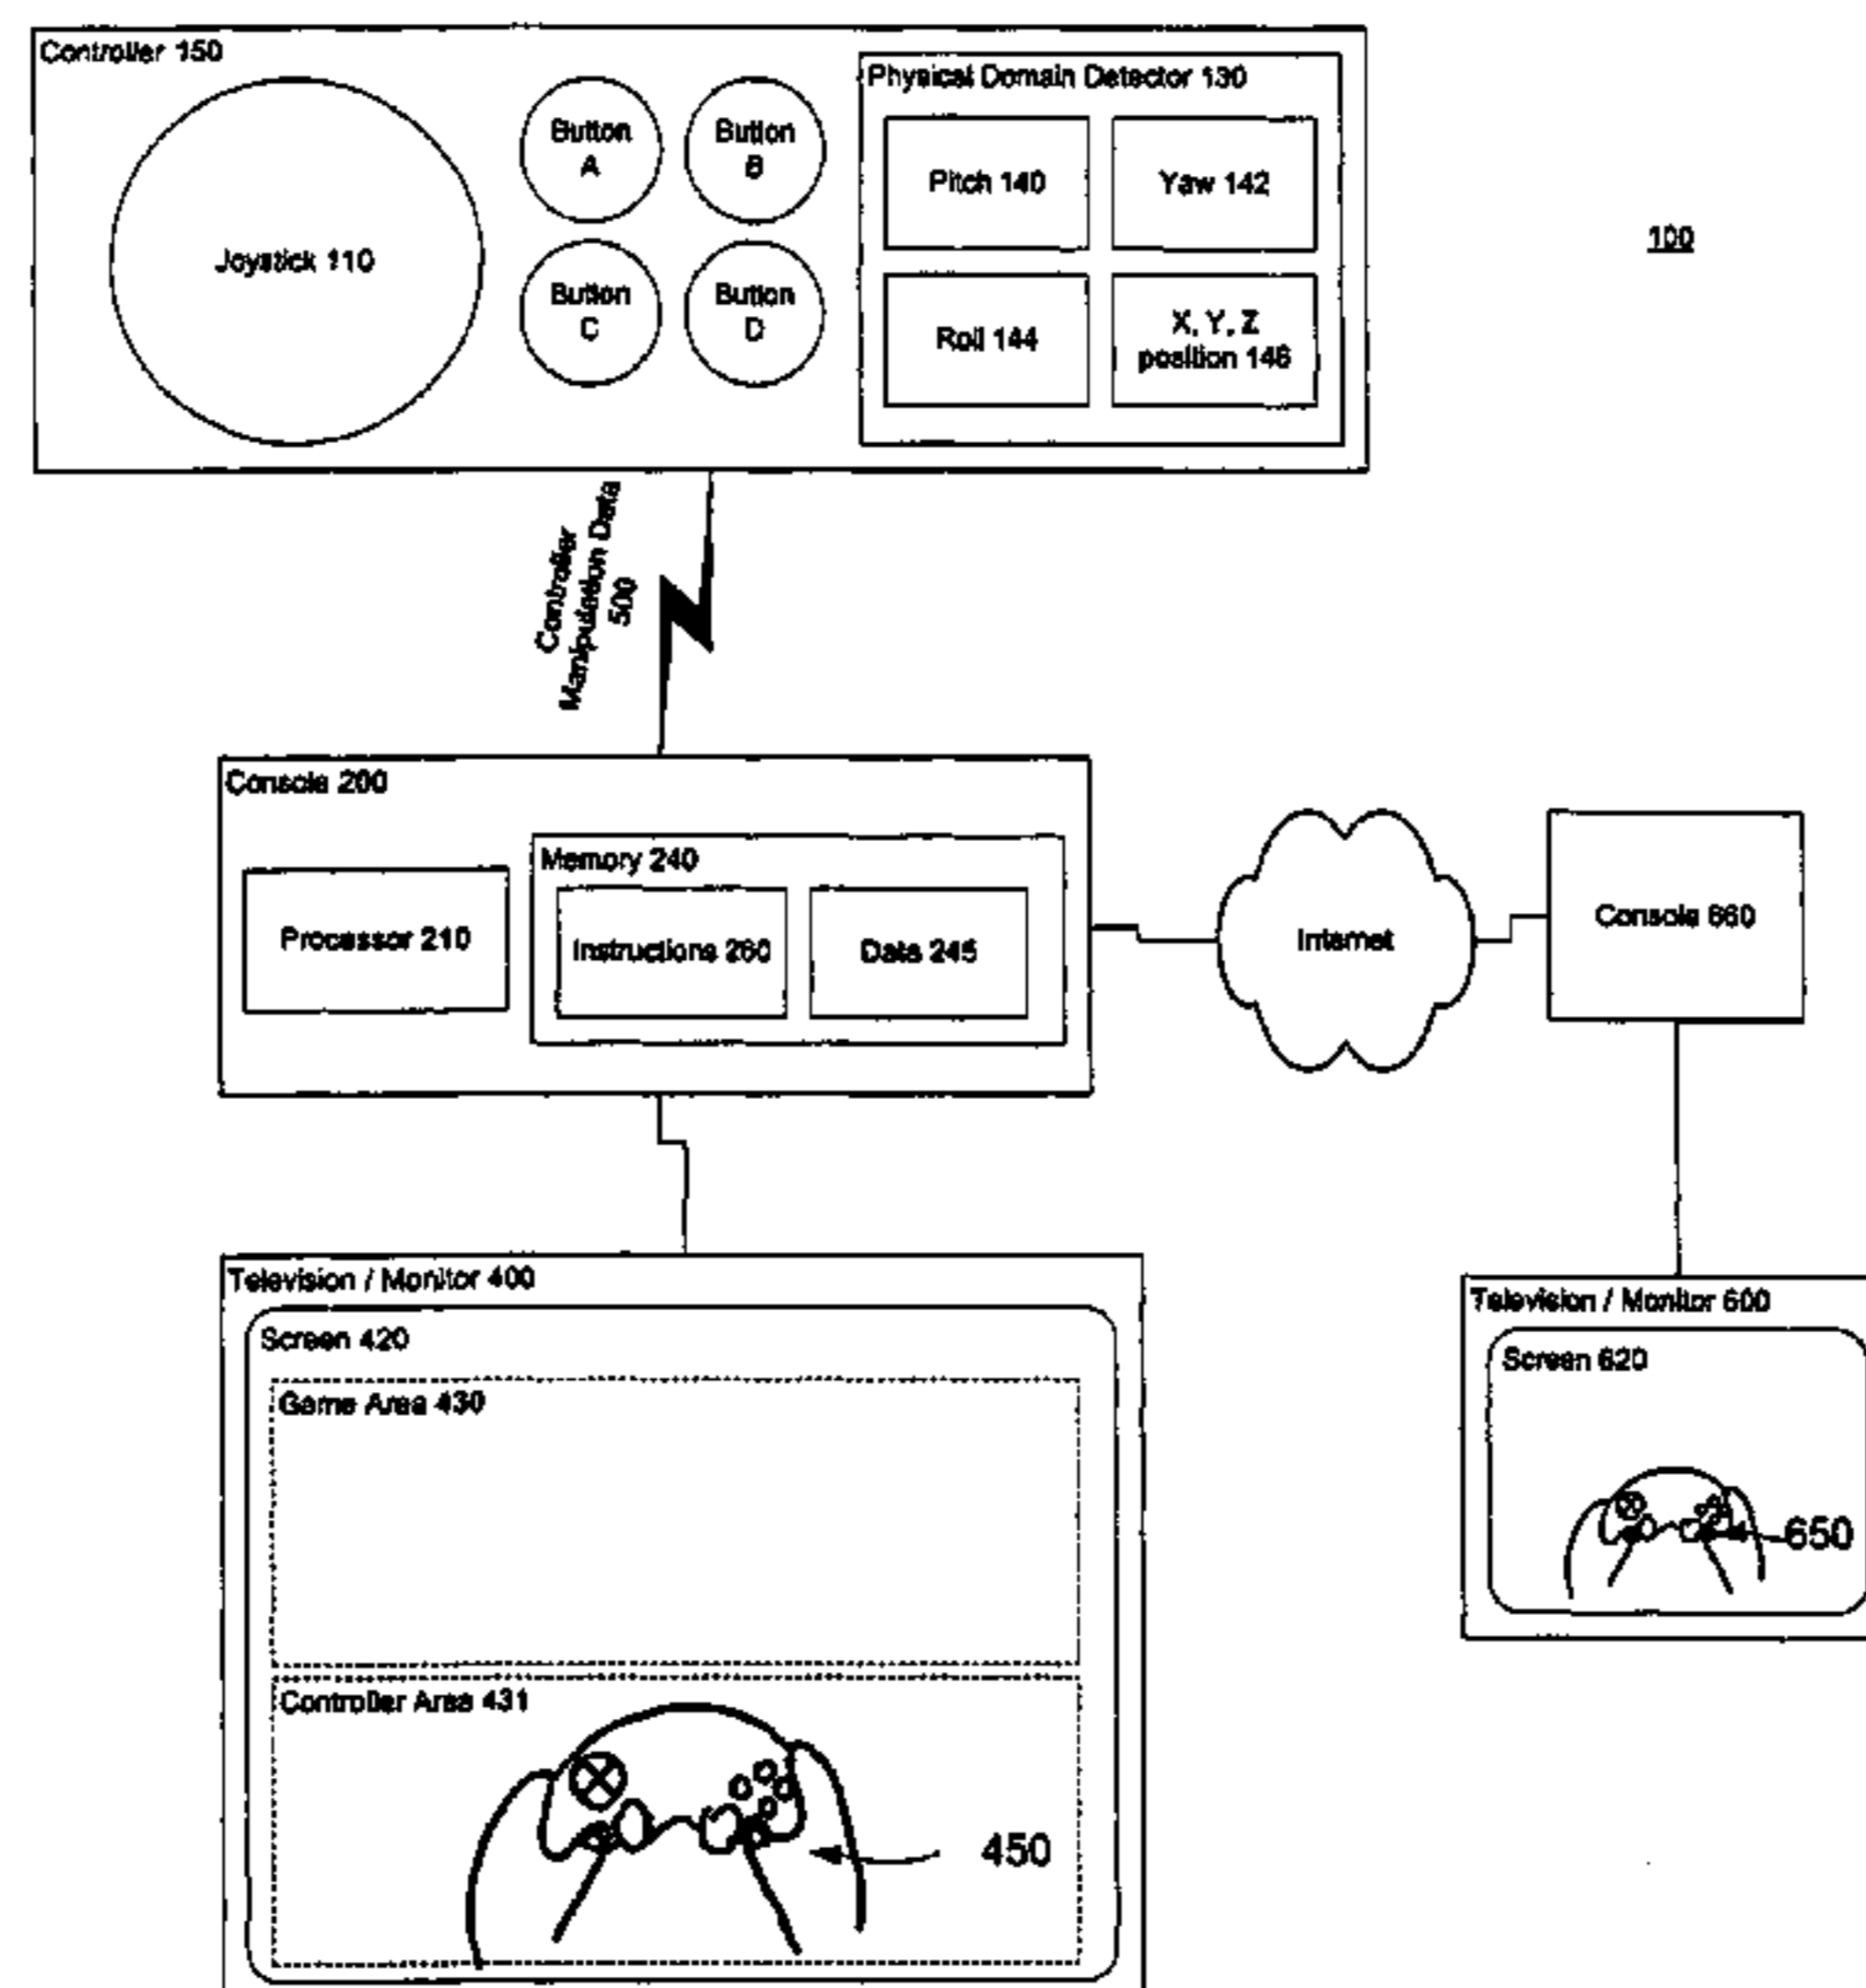 Controller 150
Physical Domain Detector 130
Button
A
Button
B
Pitch 140
Yaw 142
100
Joystick 110
Button
C
Button
D
Roll 144
X, Y, Z
position 146
Controller
Manipulation Data
500
Console 200
Memory 240
Processor 210
Instructions 260
Data 245
Internet
Console 660
Television / Monitor 400
Television / Monitor 600
Screen 420
Screen 620
Game Area 430
650
Controller Area 431
450